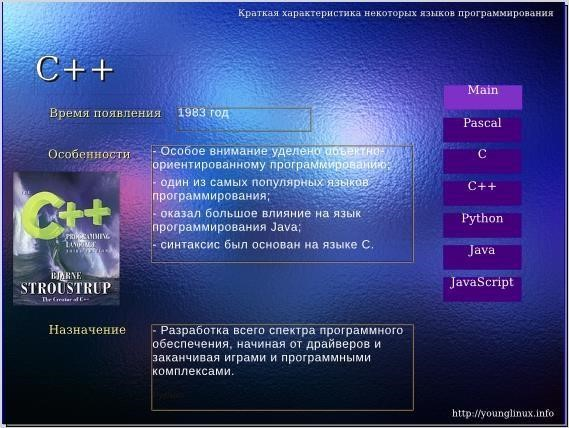 Краткая характеристика некоторых языков программирования
C++
Время появления
1983 год
Особенности
- Особое внимание уделено объектно-
ориентированному программированию;
- один из самых популярных языков
программирования;
- оказал большое влияние на язык
программирования Java;
- синтаксис был основан на языке C.
C++
PROGRAMMING
LANGUAGE
BJARNE
STROUSTRUP
The Creator of C++
Назначение
- Разработка всего спектра программного
обеспечения, начиная от драйверов и
заканчивая играми и программными
комплексами.
Main
Pascal
C
C++
Python
Java
JavaScript
http://younglinux.info